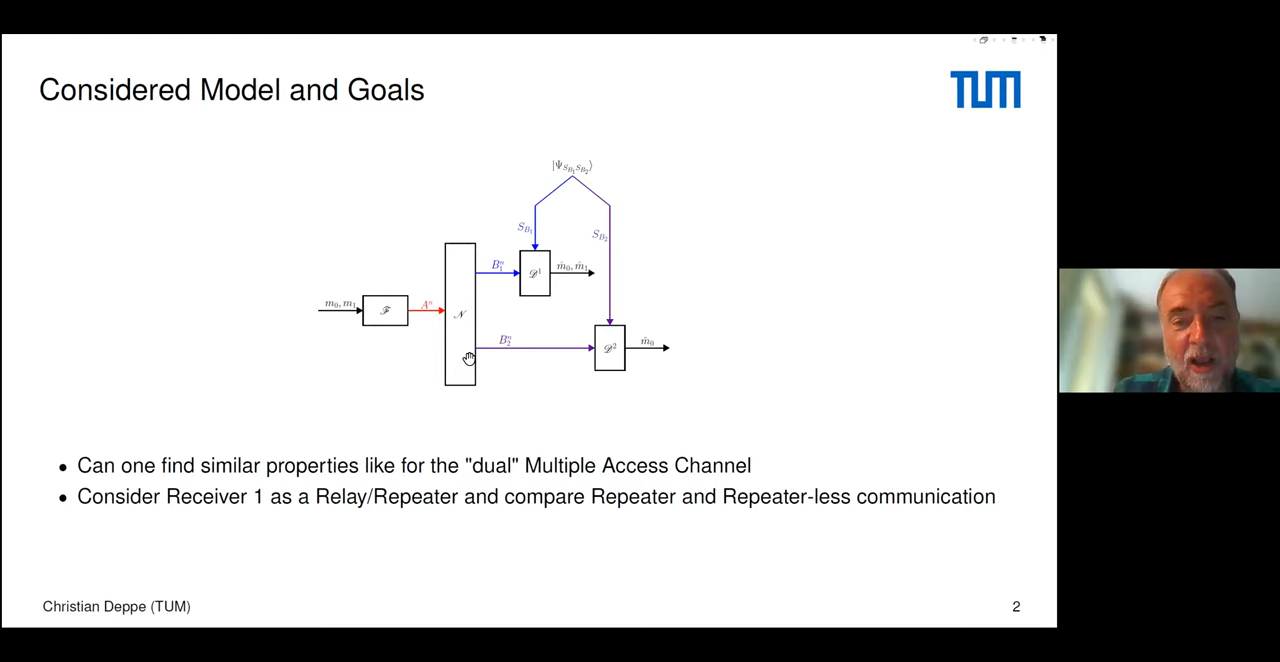 Considered Model and Goals
TUM
|Ψ_{S_{B_1}S_{B_2}}⟩
S_{B_1}
S_{B_2}
B_1^n
𝒟^1
m̂_0, m̂_1
m_0, m_1
ℱ
A^n
𝒩
B_2^n
𝒟^2
m̃_0
• Can one find similar properties like for the "dual" Multiple Access Channel
• Consider Receiver 1 as a Relay/Repeater and compare Repeater and Repeater-less communication
Christian Deppe (TUM)
2